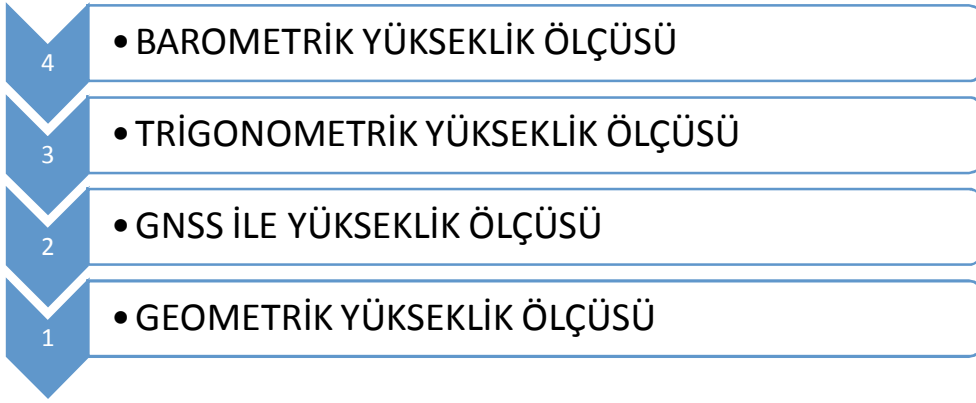 4
• BAROMETRİK YÜKSEKLİK ÖLÇÜSÜ
3
• TRİGONOMETRİK YÜKSEKLİK ÖLÇÜSÜ
2
• GNSS İLE YÜKSEKLİK ÖLÇÜSÜ
1
• GEOMETRİK YÜKSEKLİK ÖLÇÜSÜ